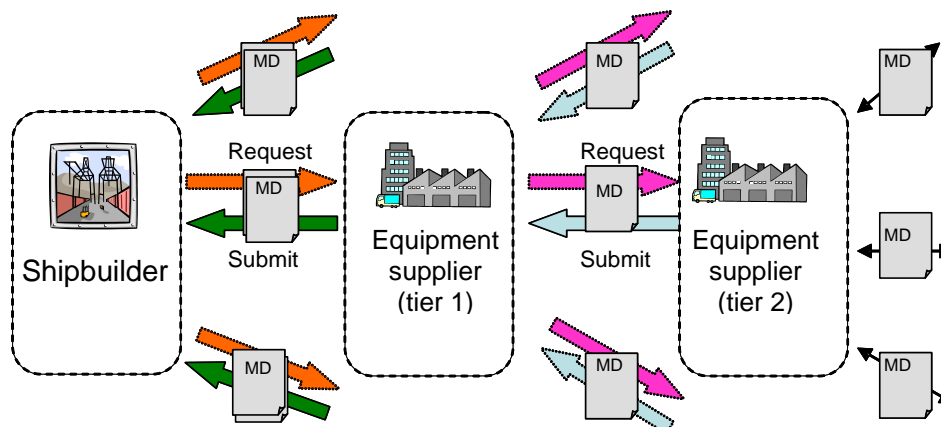 MD
MD
MD
Request
MD
Submit
Shipbuilder
Equipment
supplier
(tier 1)
Request
MD
Submit
Equipment
supplier
(tier 2)
MD
MD
MD
MD